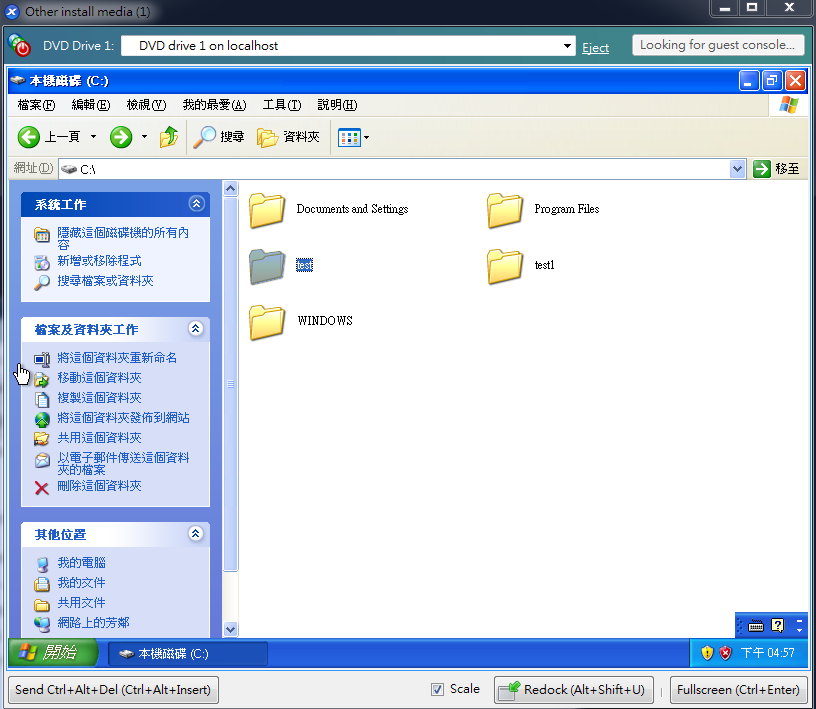 Other install media (1)
DVD Drive 1: DVD drive 1 on localhost Eject Looking for guest console...
本機磁碟 (C:)
檔案(F) 編輯(E) 檢視(V) 我的最愛(A) 工具(T) 說明(H)
上一頁 搜尋 資料夾
網址(D) C:\ 移至
系統工作
隱藏這個磁碟機的所有內
容
新增或移除程式
搜尋檔案或資料夾
檔案及資料夾工作
將這個資料夾重新命名
移動這個資料夾
複製這個資料夾
將這個資料夾發佈到網站
共用這個資料夾
以電子郵件傳送這個資料
夾的檔案
刪除這個資料夾
其他位置
我的電腦
我的文件
共用文件
網路上的芳鄰
Documents and Settings Program Files
test test1
WINDOWS
開始 本機磁碟 (C:) 下午 04:57
Send Ctrl+Alt+Del (Ctrl+Alt+Insert) Scale Redock (Alt+Shift+U) Fullscreen (Ctrl+Enter)